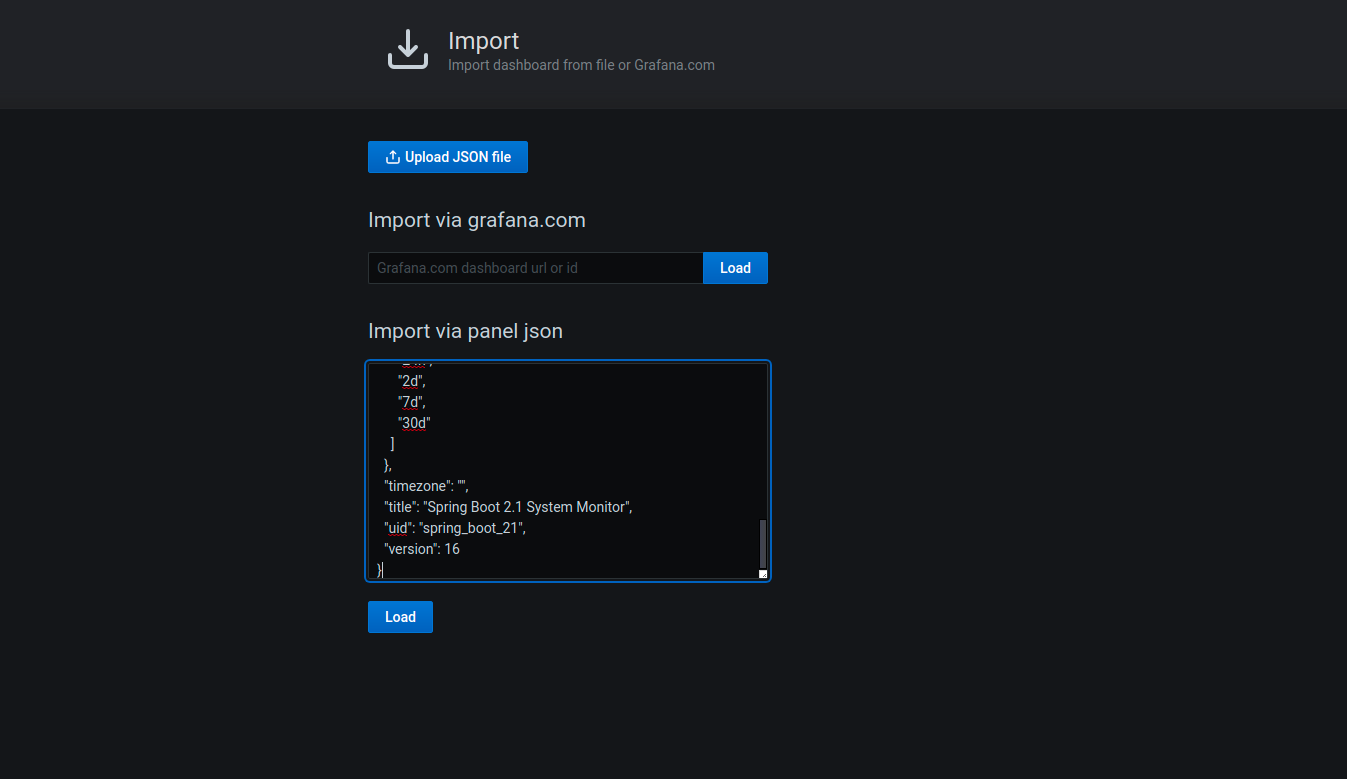 Import
Import dashboard from file or Grafana.com
Upload JSON file
Import via grafana.com
Grafana.com dashboard url or id
Load
Import via panel json
"2d",
"7d",
"30d"
]
},
"timezone": "",
"title": "Spring Boot 2.1 System Monitor",
"uid": "spring_boot_21",
"version": 16
}
Load